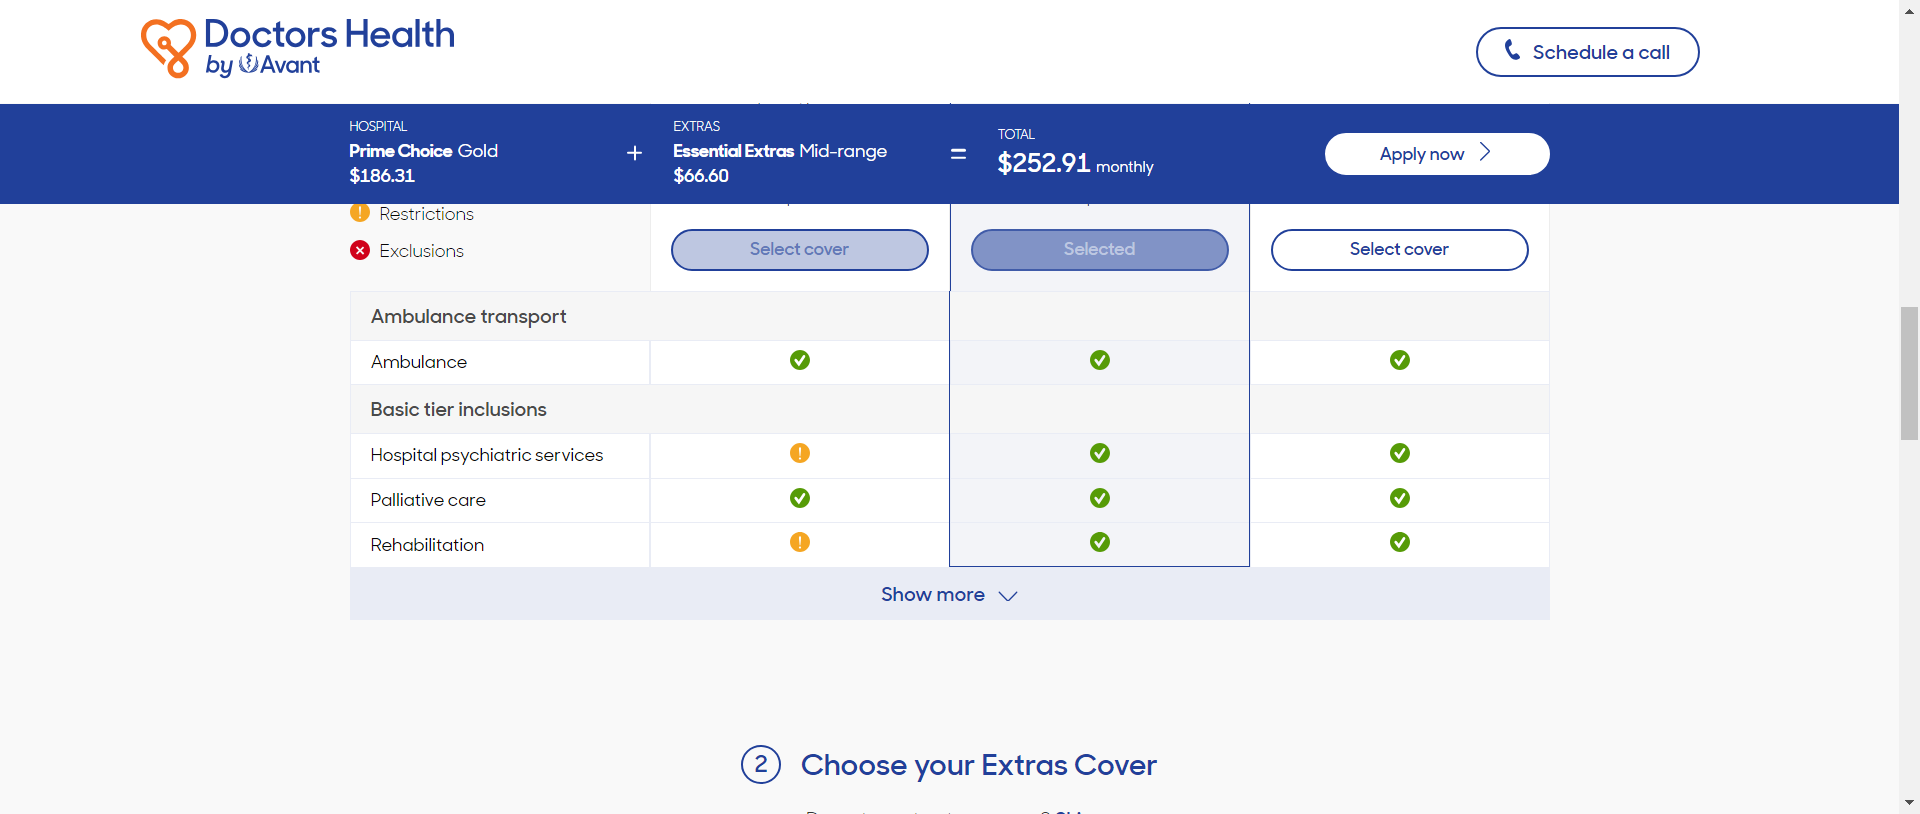 Doctors Health
by Avant
Schedule a call
HOSPITAL
Prime Choice Gold
$186.31
+
EXTRAS
Essential Extras Mid-range
$66.60
=
TOTAL
$252.91 monthly
Apply now
Restrictions
Exclusions
Select cover
Selected
Select cover
Ambulance transport
Ambulance
Basic tier inclusions
Hospital psychiatric services
Palliative care
Rehabilitation
Show more
2 Choose your Extras Cover